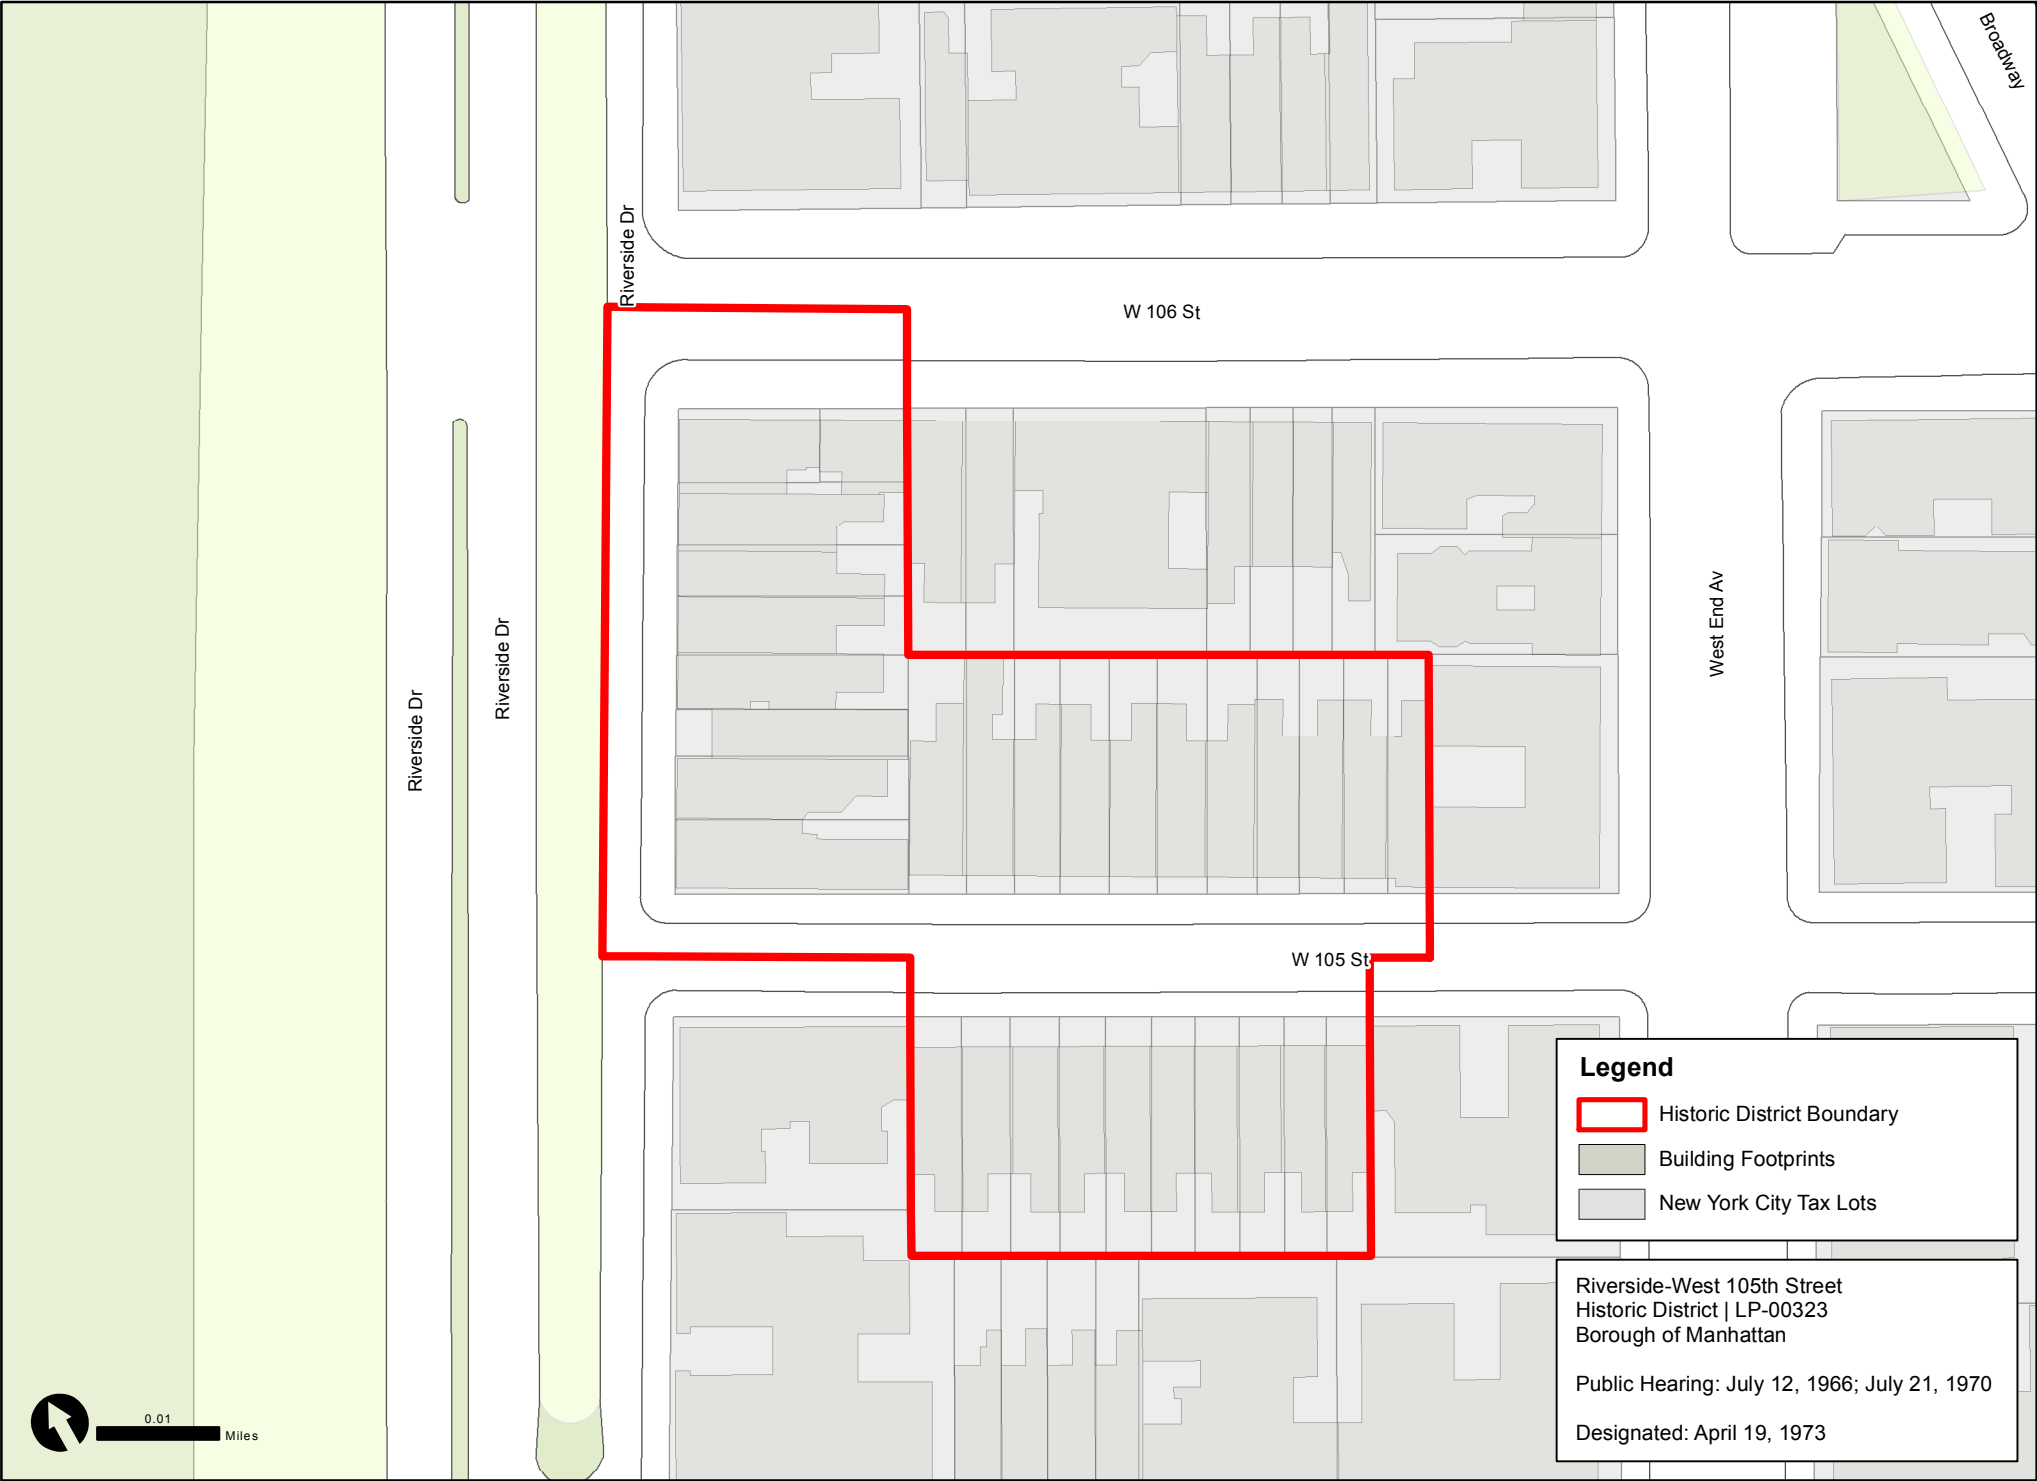 Broadway
Riverside Dr
W 106 St
Riverside Dr
Riverside Dr
West End Av
W 105 St
Legend
Historic District Boundary
Building Footprints
New York City Tax Lots
Riverside-West 105th Street
Historic District | LP-00323
Borough of Manhattan
Public Hearing: July 12, 1966; July 21, 1970
Designated: April 19, 1973
0.01
Miles